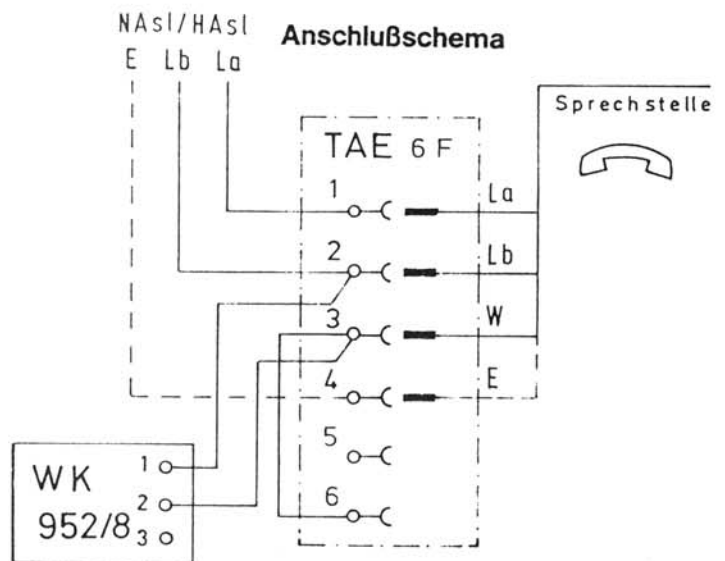 NAsl/HAsl
Anschlußschema
E Lb La
Sprechstelle
TAE 6 F
1
La
2
Lb
3
W
4
E
5
6
WK
952/8
1
2
3